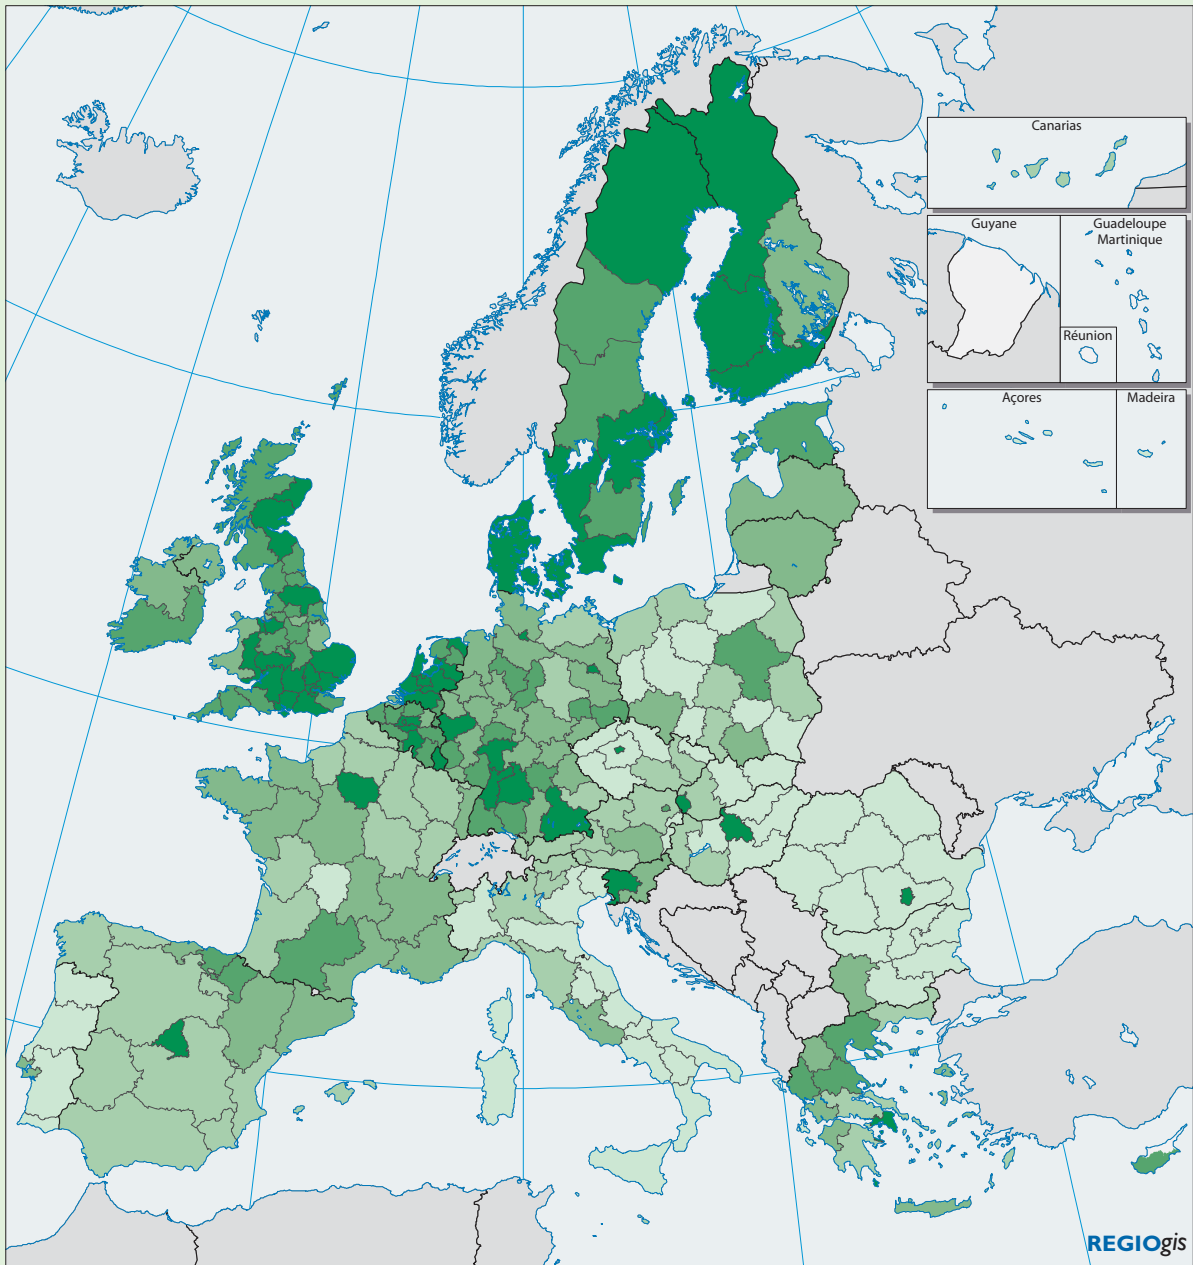 Canarias
Guyane
Guadeloupe
Martinique
Réunion
Açores
Madeira
REGIOgis